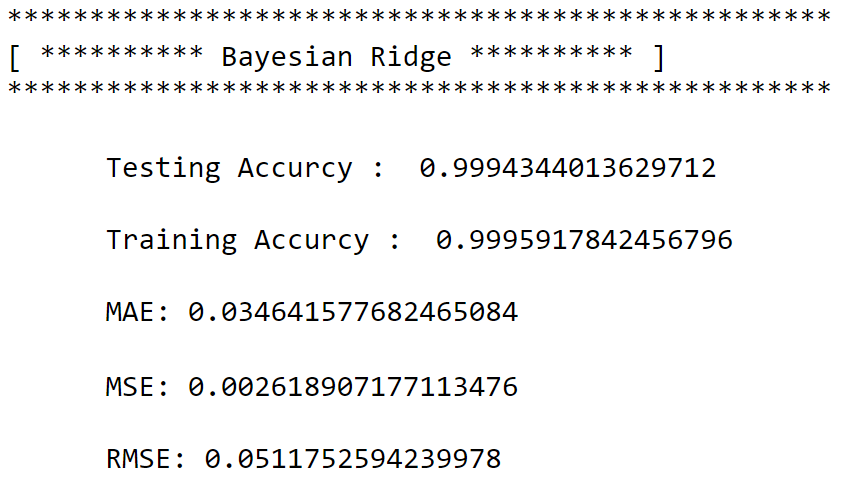 **************************************************
[ ********** Bayesian Ridge ********** ]
**************************************************
Testing Accurcy :  0.9994344013629712
Training Accurcy :  0.9995917842456796
MAE: 0.034641577682465084
MSE: 0.002618907177113476
RMSE: 0.0511752594239978